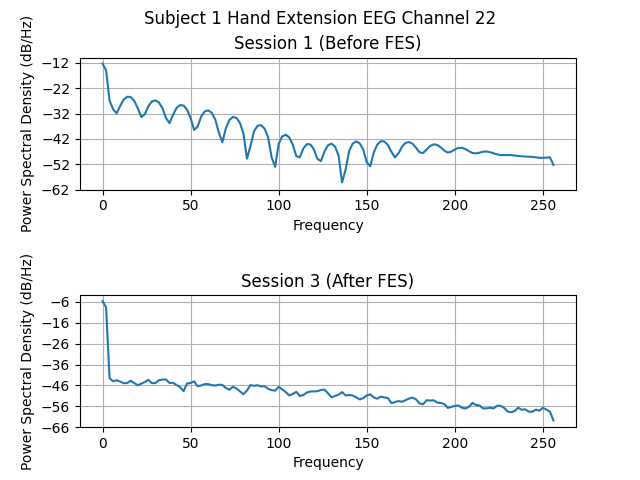 Subject 1 Hand Extension EEG Channel 22
Session 1 (Before FES)
Power Spectral Density (dB/Hz)
−12
−22
−32
−42
−52
−62
0 50 100 150 200 250
Frequency
Session 3 (After FES)
Power Spectral Density (dB/Hz)
−6
−16
−26
−36
−46
−56
−66
0 50 100 150 200 250
Frequency